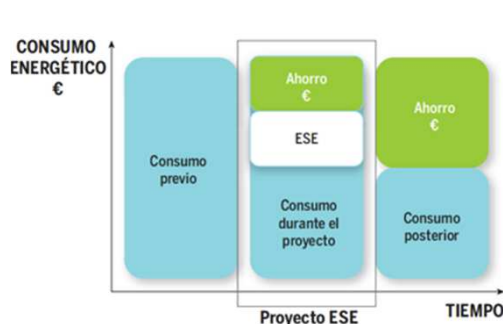 CONSUMO
ENERGÉTICO
€
Consumo
previo
Ahorro
€
ESE
Consumo
durante el
proyecto
Ahorro
€
Consumo
posterior
Proyecto ESE
TIEMPO